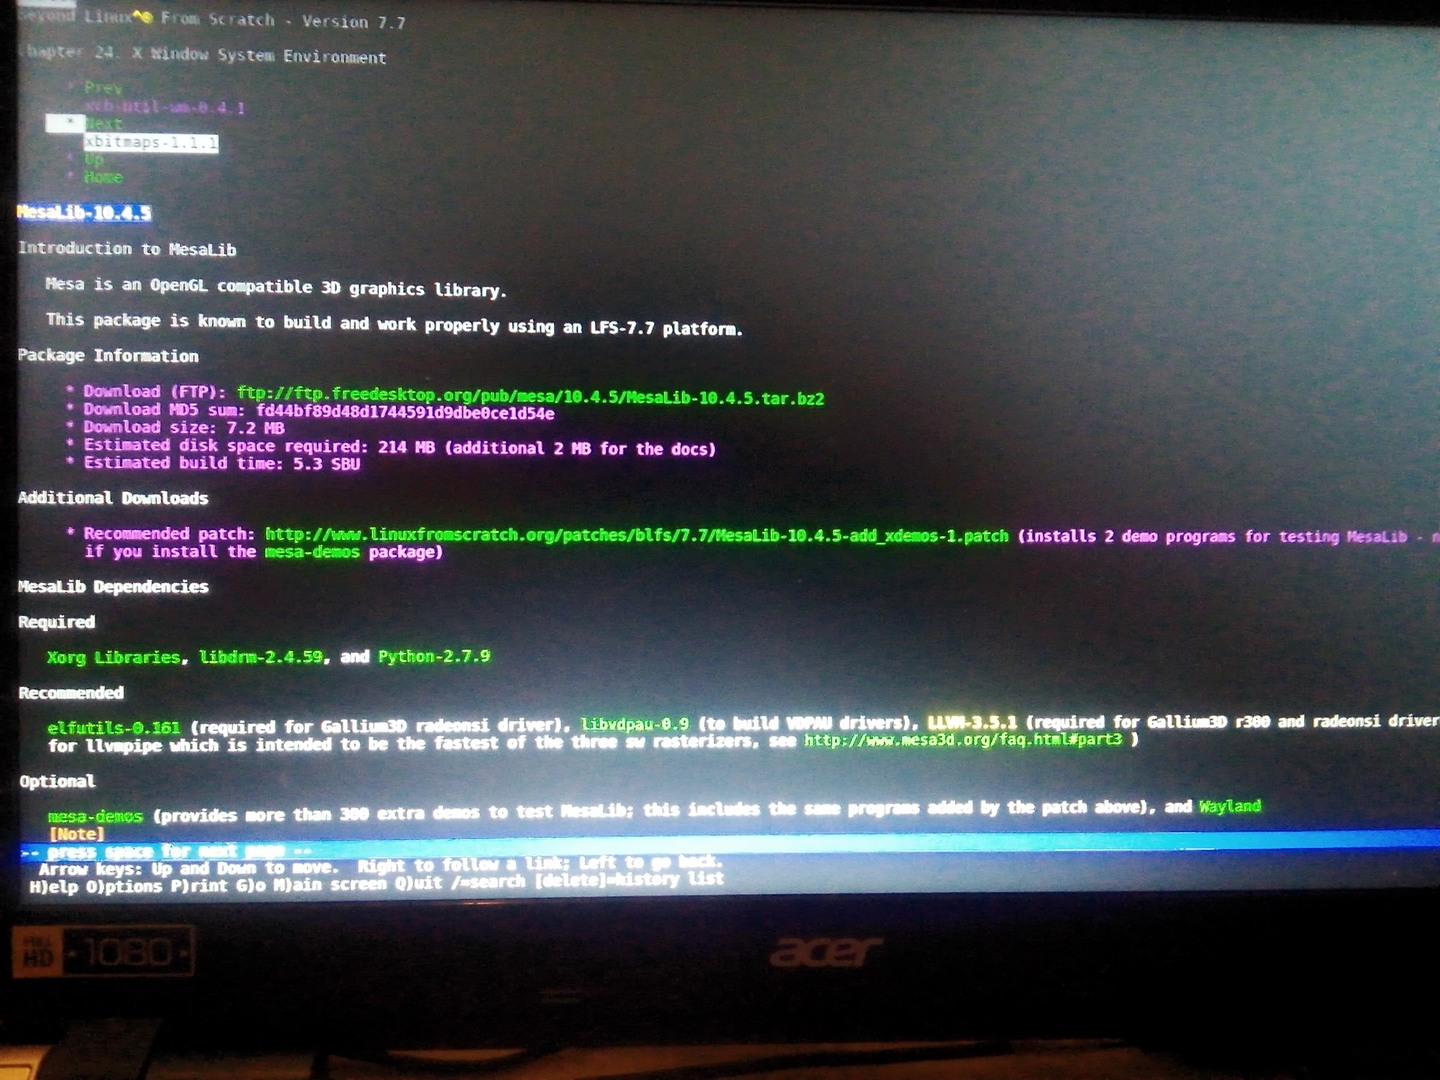 Beyond Linux From Scratch - Version 7.7
Chapter 24. X Window System Environment
* Prev
xcb-util-wm-0.4.1
* Next
xbitmaps-1.1.1
* Up
* Home
MesaLib-10.4.5
Introduction to MesaLib
Mesa is an OpenGL compatible 3D graphics library.
This package is known to build and work properly using an LFS-7.7 platform.
Package Information
* Download (FTP): ftp://ftp.freedesktop.org/pub/mesa/10.4.5/MesaLib-10.4.5.tar.bz2
* Download MD5 sum: fd44bf89d48d1744591d9dbe0ce1d54e
* Download size: 7.2 MB
* Estimated disk space required: 214 MB (additional 2 MB for the docs)
* Estimated build time: 5.3 SBU
Additional Downloads
* Recommended patch: http://www.linuxfromscratch.org/patches/blfs/7.7/MesaLib-10.4.5-add_xdemos-1.patch (installs 2 demo programs for testing MesaLib -
if you install the mesa-demos package)
MesaLib Dependencies
Required
Xorg Libraries, libdrm-2.4.59, and Python-2.7.9
Recommended
elfutils-0.161 (required for Gallium3D radeonsi driver), libvdpau-0.9 (to build VDPAU drivers), LLVM-3.5.1 (required for Gallium3D r300 and radeonsi driver
for llvmpipe which is intended to be the fastest of the three sw rasterizers, see http://www.mesa3d.org/faq.html#part3 )
Optional
mesa-demos (provides more than 300 extra demos to test MesaLib; this includes the same programs added by the patch above), and Wayland
[Note]
-- press space for next page --
Arrow keys: Up and Down to move. Right to follow a link; Left to go back.
H)elp O)ptions P)rint G)o M)ain screen Q)uit /=search [delete]=history list
FULL HD 1080
acer